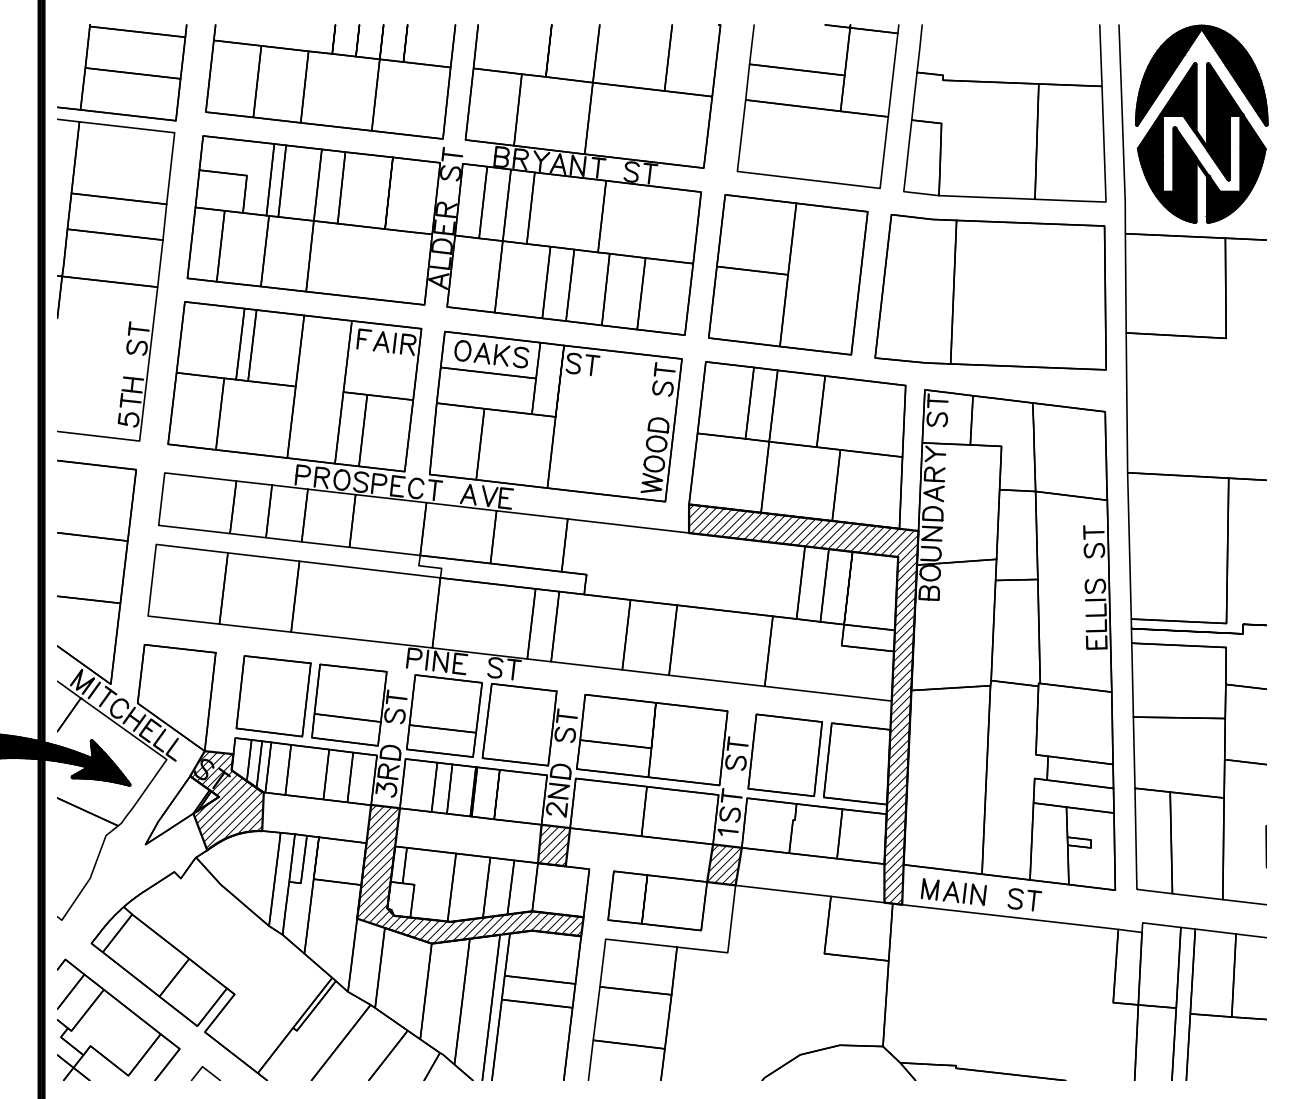 N
BRYANT ST
ALDER ST
5TH ST
FAIR OAKS ST
WOOD ST
BOUNDARY ST
PROSPECT AVE
ELLIS ST
PINE ST
MITCHELL ST
3RD ST
2ND ST
1ST ST
MAIN ST